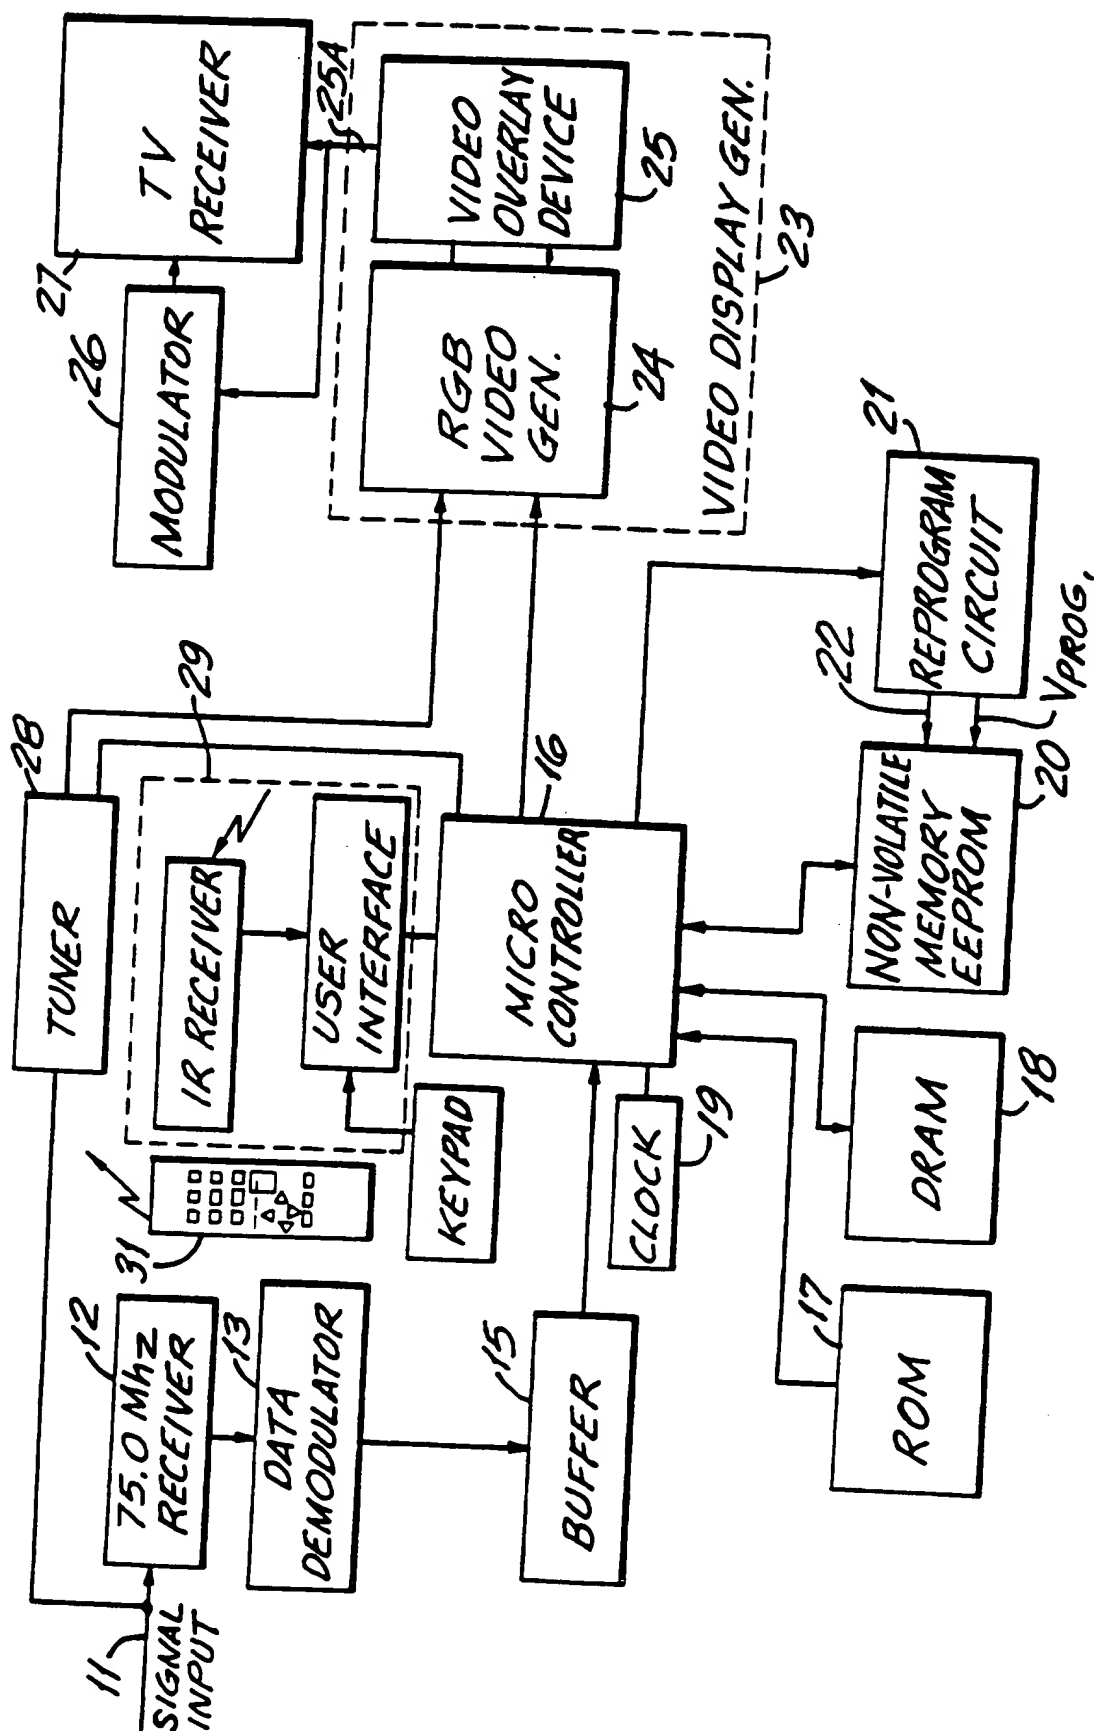 11
SIGNAL
INPUT
12
75.0 Mhz
RECEIVER
13
DATA
DEMODULATOR
15
BUFFER
17
ROM
28
TUNER
31
29
IR RECEIVER
USER
INTERFACE
KEYPAD
16
MICRO
CONTROLLER
CLOCK
19
DRAM
18
NON-VOLATILE
MEMORY
EEPROM
20
22
VPROG.
21
REPROGRAM
CIRCUIT
26
MODULATOR
27
TV
RECEIVER
25A
RGB
VIDEO
GEN.
24
VIDEO
OVERLAY
DEVICE
25
VIDEO DISPLAY GEN.
23